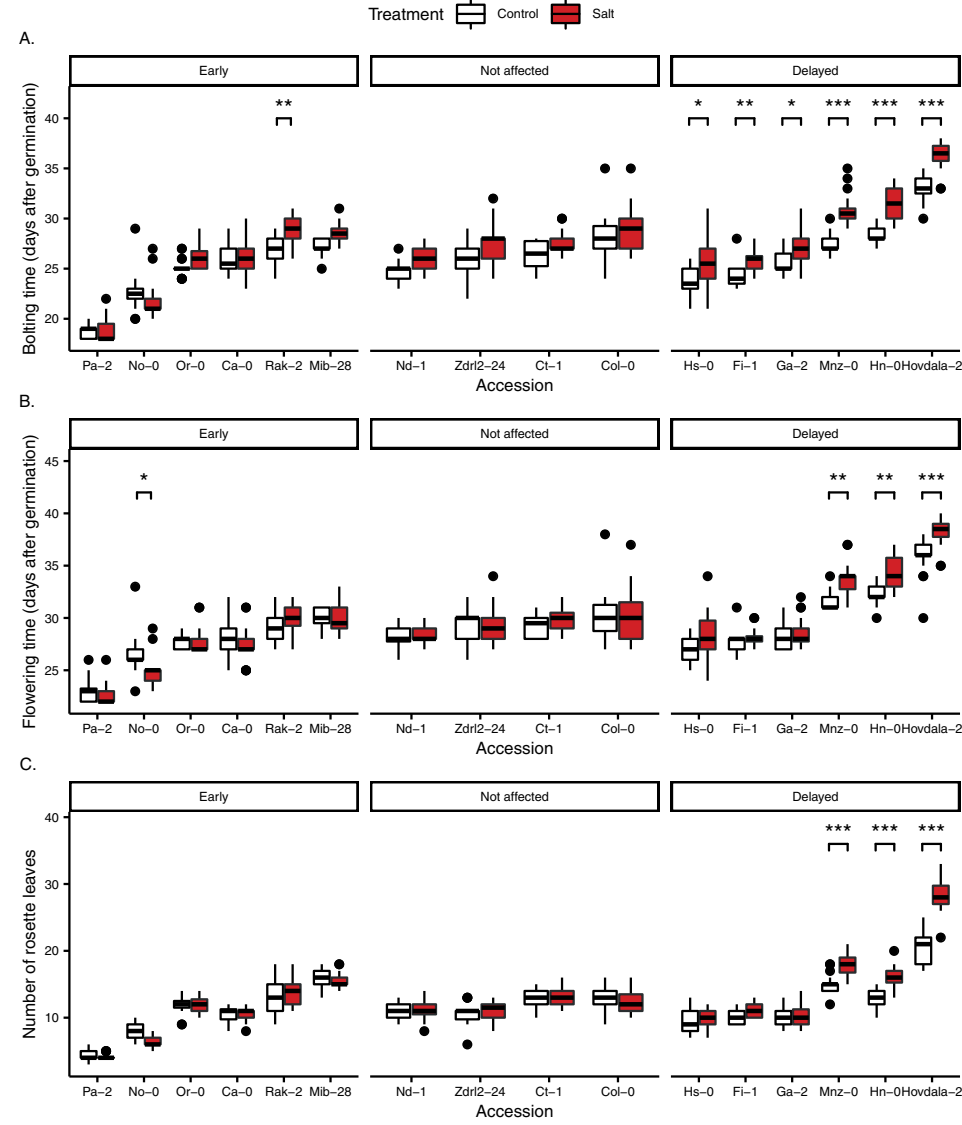 Treatment Control Salt
A.
Early Not affected Delayed
** * ** * *** *** ***
Bolting time (days after germination)
40
35
30
25
20
Pa−2 No−0 Or−0 Ca−0 Rak−2 Mib−28 Nd−1 Zdrl2−24 Ct−1 Col−0 Hs−0 Fi−1 Ga−2 Mnz−0 Hn−0 Hovdala−2
Accession
B.
Early Not affected Delayed
* ** ** ***
Flowering time (days after germination)
45
40
35
30
25
Pa−2 No−0 Or−0 Ca−0 Rak−2 Mib−28 Nd−1 Zdrl2−24 Ct−1 Col−0 Hs−0 Fi−1 Ga−2 Mnz−0 Hn−0 Hovdala−2
Accession
C.
Early Not affected Delayed
*** *** ***
Number of rosette leaves
40
30
20
10
Pa−2 No−0 Or−0 Ca−0 Rak−2 Mib−28 Nd−1 Zdrl2−24 Ct−1 Col−0 Hs−0 Fi−1 Ga−2 Mnz−0 Hn−0 Hovdala−2
Accession